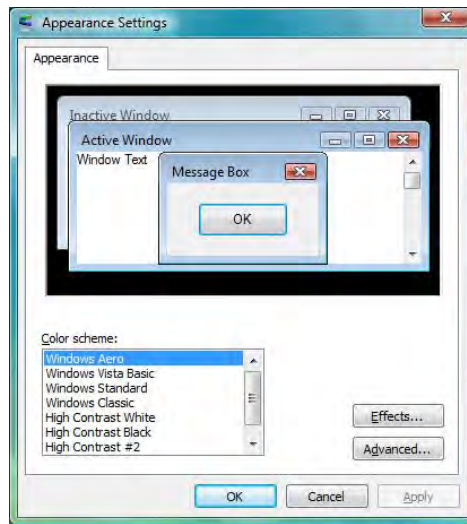 Appearance Settings
Appearance
Inactive Window
Active Window
Window Text
Message Box
OK
Color scheme:
Windows Aero
Windows Vista Basic
Windows Standard
Windows Classic
High Contrast White
High Contrast Black
High Contrast #2
Effects...
Advanced...
OK Cancel Apply